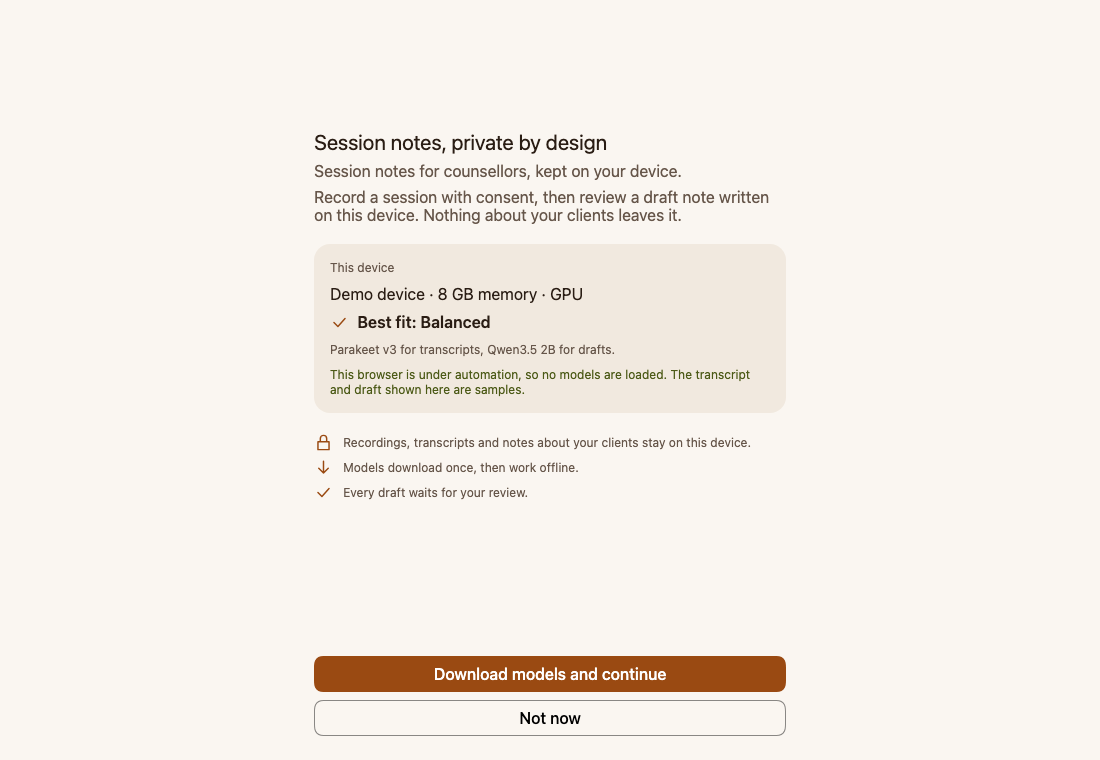 Session notes, private by design
Session notes for counsellors, kept on your device.
Record a session with consent, then review a draft note written
on this device. Nothing about your clients leaves it.
This device
Demo device · 8 GB memory · GPU
Best fit: Balanced
Parakeet v3 for transcripts, Qwen3.5 2B for drafts.
This browser is under automation, so no models are loaded. The transcript
and draft shown here are samples.
Recordings, transcripts and notes about your clients stay on this device.
Models download once, then work offline.
Every draft waits for your review.
Download models and continue
Not now